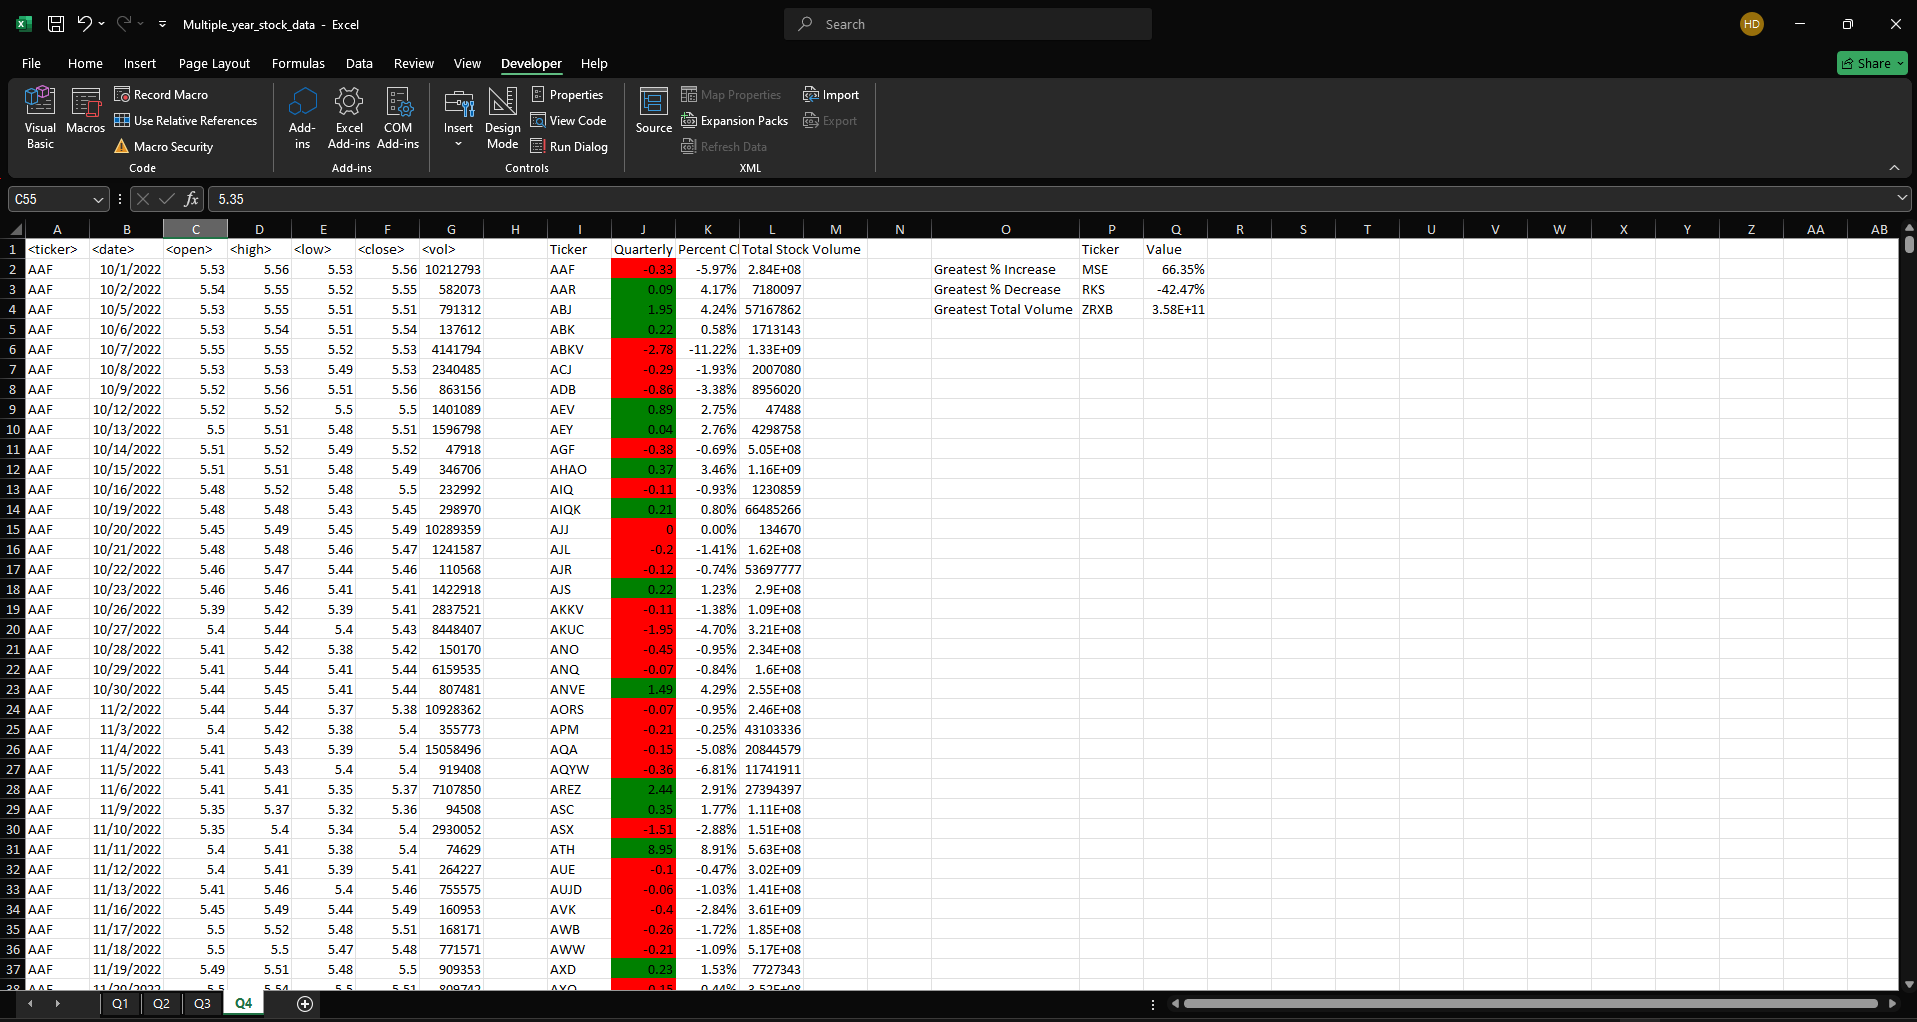 Multiple_year_stock_data - Excel
Search
HD
File Home Insert Page Layout Formulas Data Review View Developer Help
Share
Visual Basic
Macros
Record Macro
Use Relative References
Macro Security
Code
Add-ins
Excel Add-ins
COM Add-ins
Add-ins
Insert
Design Mode
Properties
View Code
Run Dialog
Controls
Source
Map Properties
Expansion Packs
Refresh Data
Import
Export
XML
C55 fx 5.35
A B C D E F G H I J K L M N O P Q R S T U V W X Y Z AA AB
1 <ticker> <date> <open> <high> <low> <close> <vol> Ticker Quarterly Percent Cl Total Stock Volume Ticker Value
2 AAF 10/1/2022 5.53 5.56 5.53 5.56 10212793 AAF -0.33 -5.97% 2.84E+08 Greatest % Increase MSE 66.35%
3 AAF 10/2/2022 5.54 5.55 5.52 5.55 582073 AAR 0.09 4.17% 7180097 Greatest % Decrease RKS -42.47%
4 AAF 10/5/2022 5.53 5.55 5.51 5.51 791312 ABJ 1.95 4.24% 57167862 Greatest Total Volume ZRXB 3.58E+11
5 AAF 10/6/2022 5.53 5.54 5.51 5.54 137612 ABK 0.22 0.58% 1713143
6 AAF 10/7/2022 5.55 5.55 5.52 5.53 4141794 ABKV -2.78 -11.22% 1.33E+09
7 AAF 10/8/2022 5.53 5.53 5.49 5.53 2340485 ACJ -0.29 -1.93% 2007080
8 AAF 10/9/2022 5.52 5.56 5.51 5.56 863156 ADB -0.86 -3.38% 8956020
9 AAF 10/12/2022 5.52 5.52 5.5 5.5 1401089 AEV 0.89 2.75% 47488
10 AAF 10/13/2022 5.5 5.51 5.48 5.51 1596798 AEY 0.04 2.76% 4298758
11 AAF 10/14/2022 5.51 5.52 5.49 5.52 47918 AGF -0.38 -0.69% 5.05E+08
12 AAF 10/15/2022 5.51 5.51 5.48 5.49 346706 AHAO 0.37 3.46% 1.16E+09
13 AAF 10/16/2022 5.48 5.52 5.48 5.5 232992 AIQ -0.11 -0.93% 1230859
14 AAF 10/19/2022 5.48 5.48 5.43 5.45 298970 AIQK 0.21 0.80% 66485266
15 AAF 10/20/2022 5.45 5.49 5.45 5.49 10289359 AJJ 0 0.00% 134670
16 AAF 10/21/2022 5.48 5.48 5.46 5.47 1241587 AJL -0.2 -1.41% 1.62E+08
17 AAF 10/22/2022 5.46 5.47 5.44 5.46 110568 AJR -0.12 -0.74% 53697777
18 AAF 10/23/2022 5.46 5.46 5.41 5.41 1422918 AJS 0.22 1.23% 2.9E+08
19 AAF 10/26/2022 5.39 5.42 5.39 5.41 2837521 AKKV -0.11 -1.38% 1.09E+08
20 AAF 10/27/2022 5.4 5.44 5.4 5.43 8448407 AKUC -1.95 -4.70% 3.21E+08
21 AAF 10/28/2022 5.41 5.42 5.38 5.42 150170 ANO -0.45 -0.95% 2.34E+08
22 AAF 10/29/2022 5.41 5.44 5.41 5.44 6159535 ANQ -0.07 -0.84% 1.6E+08
23 AAF 10/30/2022 5.44 5.45 5.41 5.44 807481 ANVE 1.49 4.29% 2.55E+08
24 AAF 11/2/2022 5.44 5.44 5.37 5.38 10928362 AORS -0.07 -0.95% 2.46E+08
25 AAF 11/3/2022 5.4 5.42 5.38 5.4 355773 APM -0.21 -0.25% 43103336
26 AAF 11/4/2022 5.41 5.43 5.39 5.4 15058496 AQA -0.15 -5.08% 20844579
27 AAF 11/5/2022 5.41 5.43 5.4 5.4 919408 AQYW -0.36 -6.81% 11741911
28 AAF 11/6/2022 5.41 5.41 5.35 5.37 7107850 AREZ 2.44 2.91% 27394397
29 AAF 11/9/2022 5.35 5.37 5.32 5.36 94508 ASC 0.35 1.77% 1.11E+08
30 AAF 11/10/2022 5.35 5.4 5.34 5.4 2930052 ASX -1.51 -2.88% 1.51E+08
31 AAF 11/11/2022 5.4 5.41 5.38 5.4 74629 ATH 8.95 8.91% 5.63E+08
32 AAF 11/12/2022 5.4 5.41 5.39 5.41 264227 AUE -0.1 -0.47% 3.02E+09
33 AAF 11/13/2022 5.41 5.46 5.4 5.46 755575 AUJD -0.06 -1.03% 1.41E+08
34 AAF 11/16/2022 5.45 5.49 5.44 5.49 160953 AVK -0.4 -2.84% 3.61E+09
35 AAF 11/17/2022 5.5 5.52 5.48 5.51 168171 AWB -0.26 -1.72% 1.85E+08
36 AAF 11/18/2022 5.5 5.5 5.47 5.48 771571 AWW -0.21 -1.09% 5.17E+08
37 AAF 11/19/2022 5.49 5.51 5.48 5.5 909353 AXD 0.23 1.53% 7727343
Q1 Q2 Q3 Q4